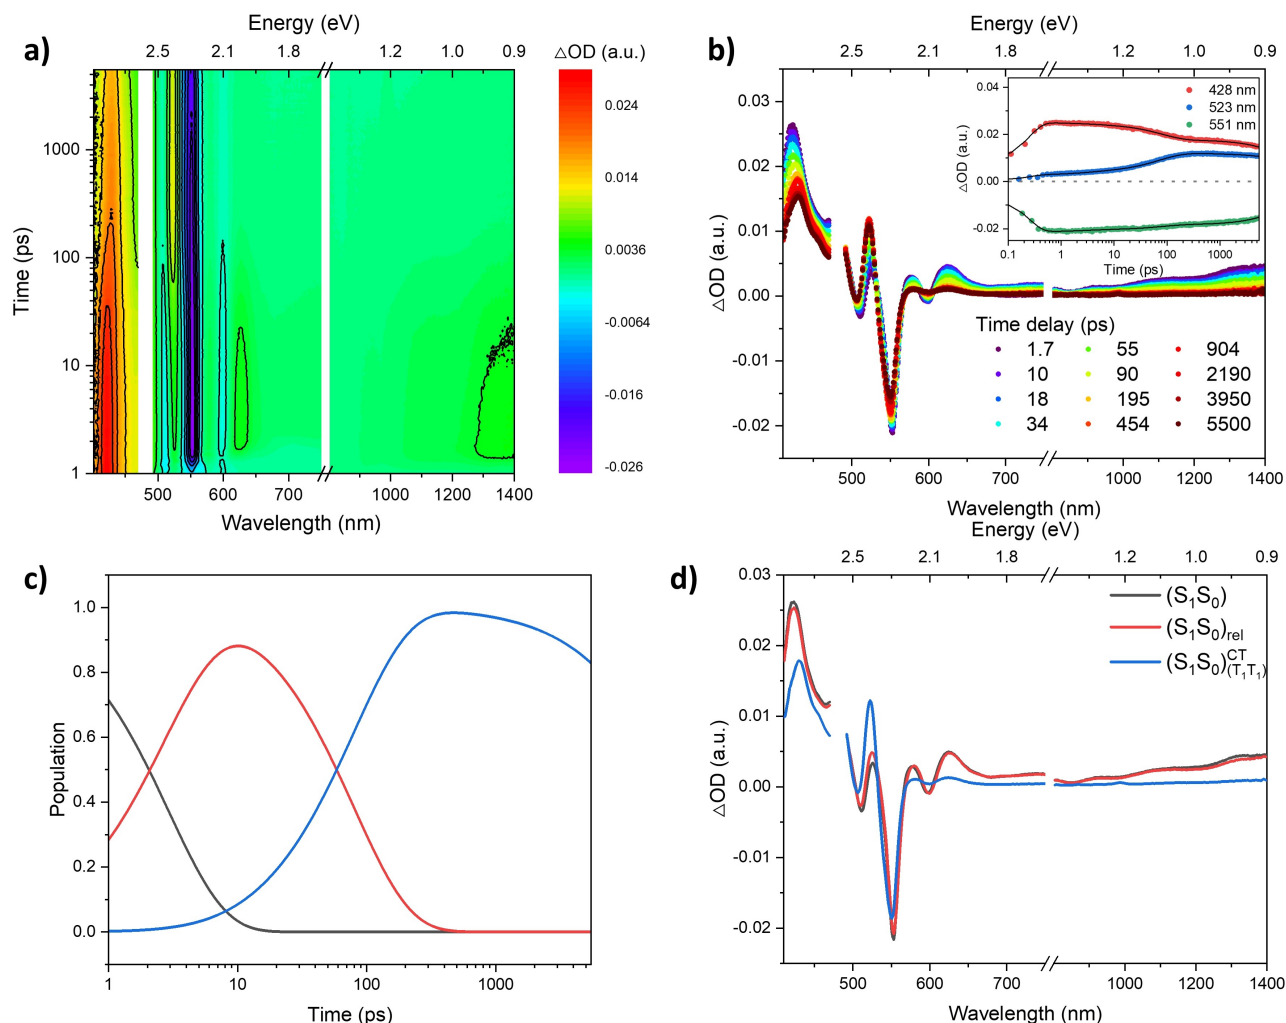 a)
Energy (eV)
2.5 2.1 1.8 1.2 1.0 0.9
△OD (a.u.)
0.024
0.014
0.0036
-0.0064
-0.016
-0.026
Time (ps)
1000
100
10
1
500 600 700 1000 1200 1400
Wavelength (nm)
b)
Energy (eV)
2.5 2.1 1.8 1.2 1.0 0.9
△OD (a.u.)
0.03
0.02
0.01
0.00
-0.01
-0.02
△OD (a.u.)
0.04
0.02
0.00
-0.02
428 nm
523 nm
551 nm
0.1 1 10 100 1000
Time (ps)
Time delay (ps)
1.7 55 904
10 90 2190
18 195 3950
34 454 5500
500 600 700 1000 1200 1400
Wavelength (nm)
c)
Population
1.0
0.8
0.6
0.4
0.2
0.0
1 10 100 1000
Time (ps)
d)
Energy (eV)
2.5 2.1 1.8 1.2 1.0 0.9
△OD (a.u.)
0.03
0.02
0.01
0.00
-0.01
-0.02
(S₁S₀)
(S₁S₀)rel
(S₁S₀)CT(T₁T₁)
500 600 700 1000 1200 1400
Wavelength (nm)